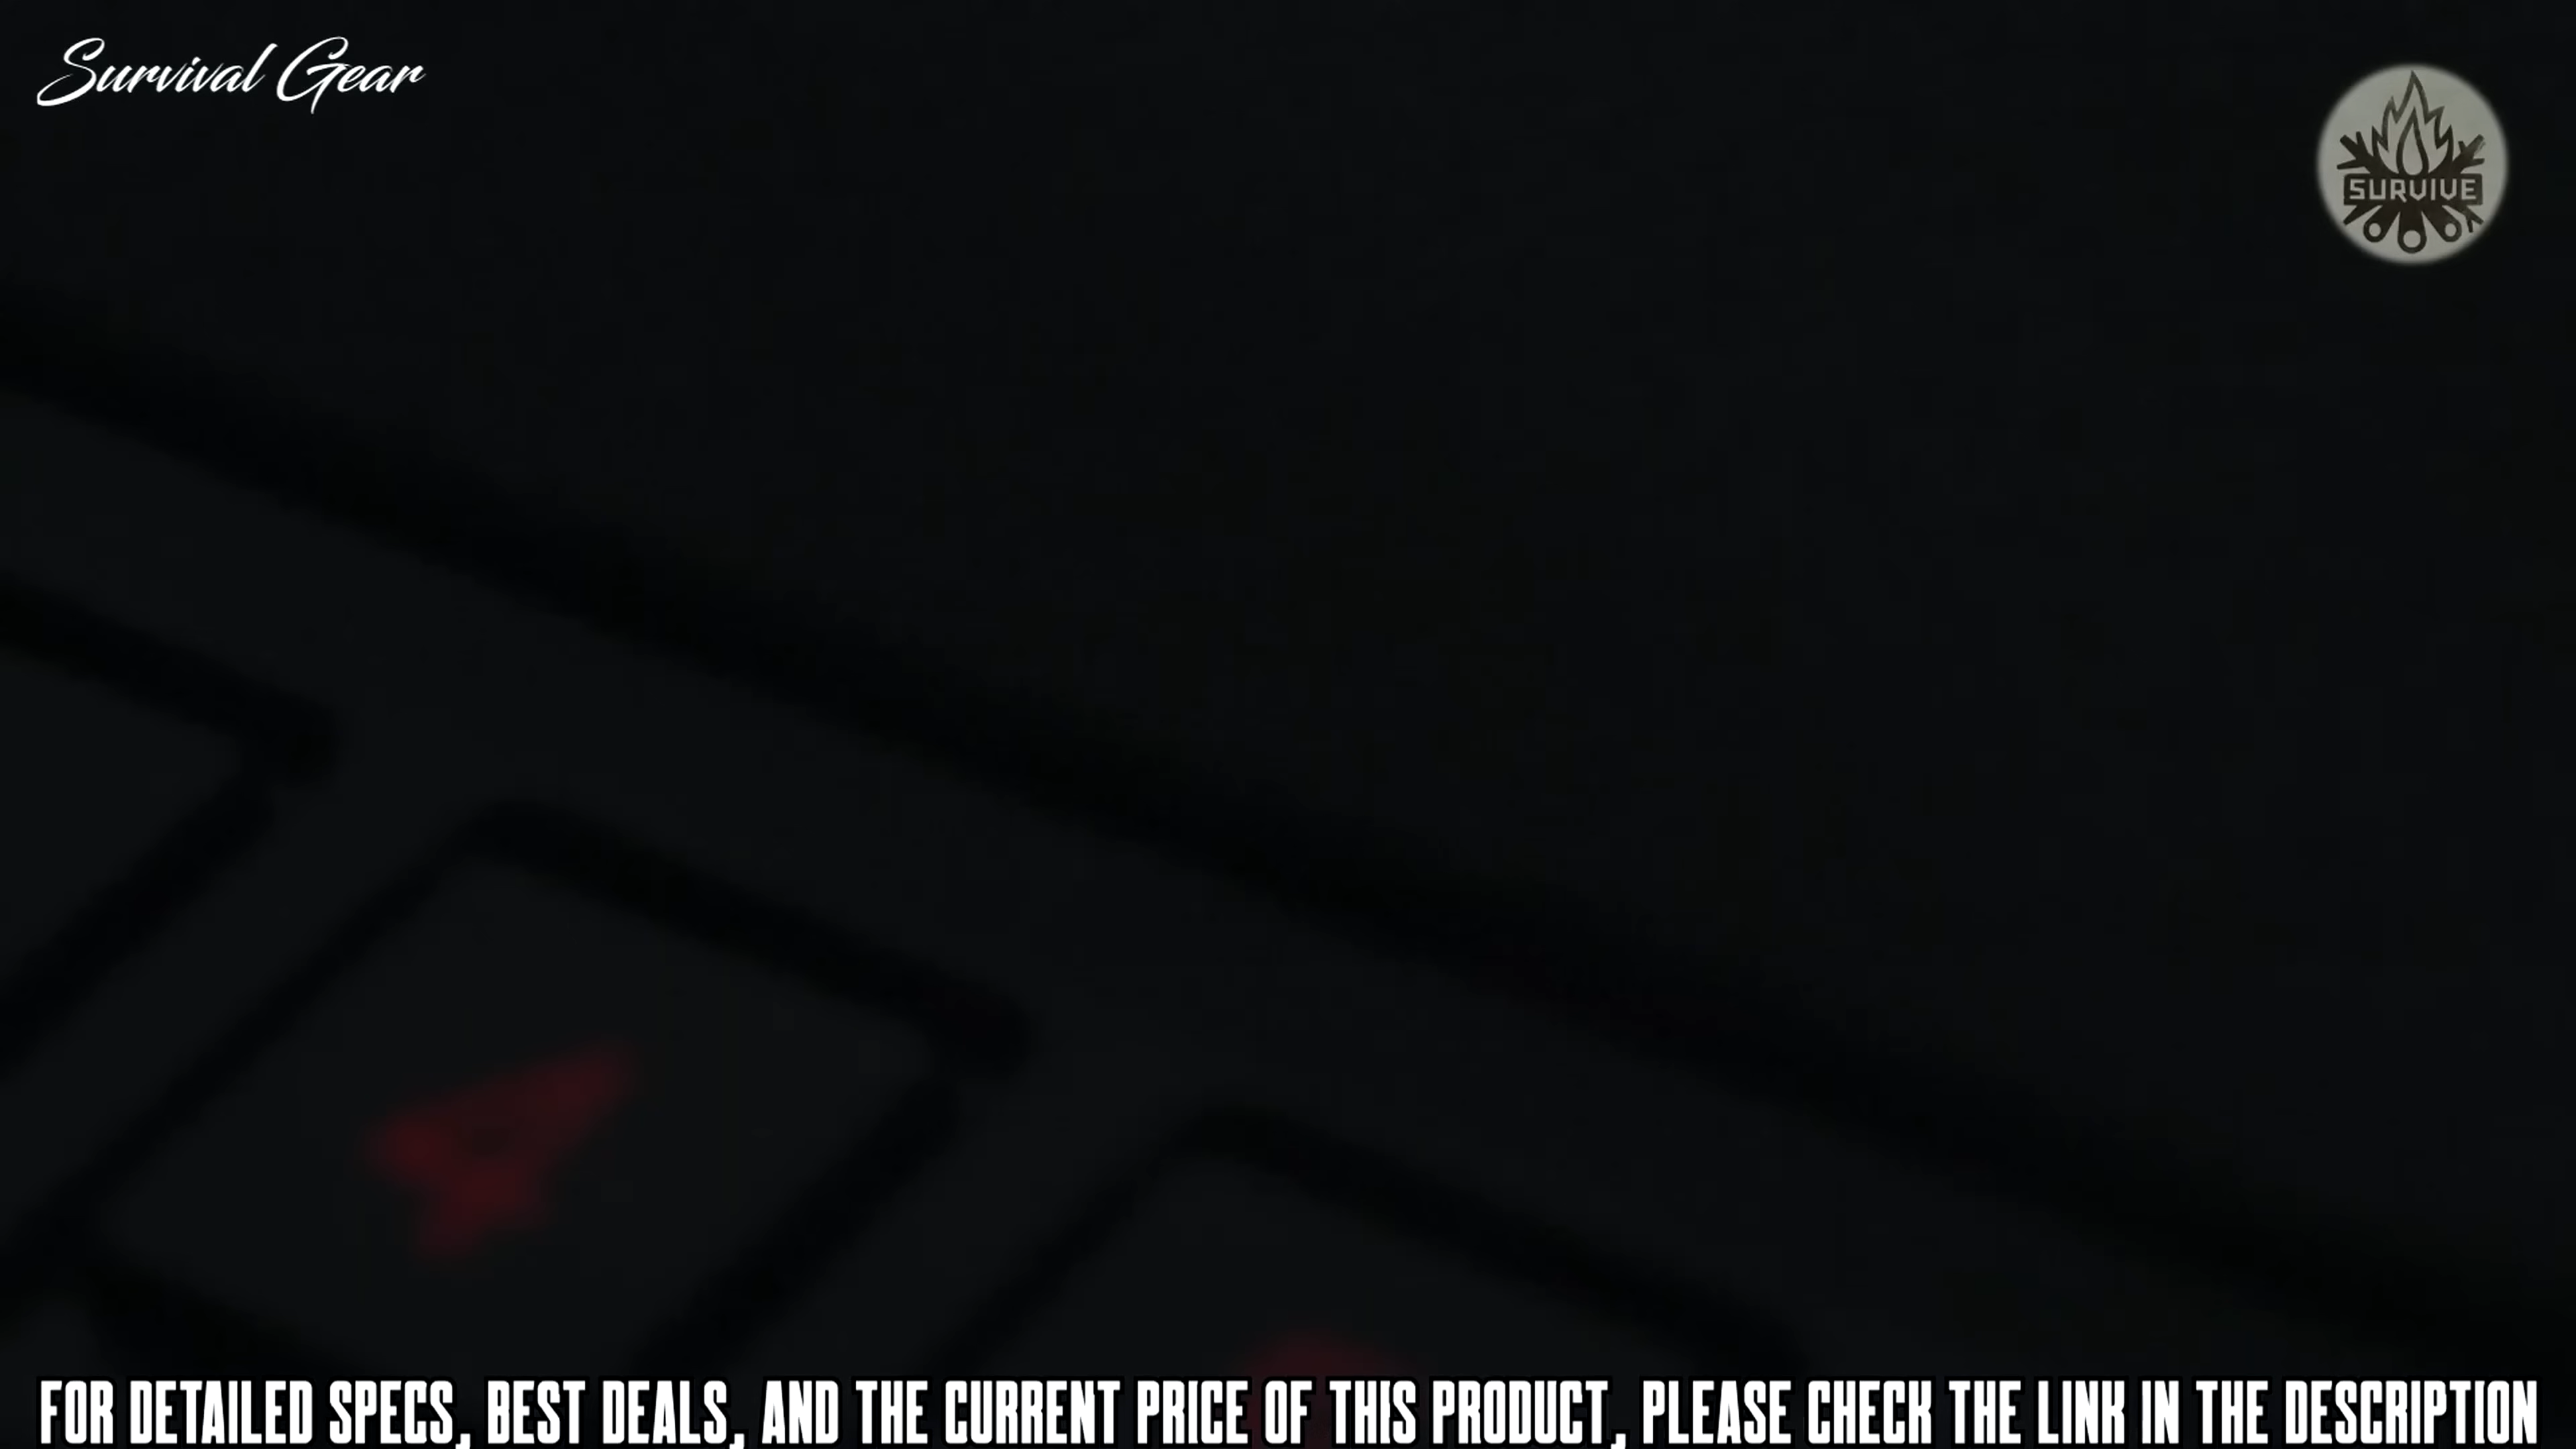 Survival Gear
SURVIVE
4
FOR DETAILED SPECS, BEST DEALS, AND THE CURRENT PRICE OF THIS PRODUCT, PLEASE CHECK THE LINK IN THE DESCRIPTION